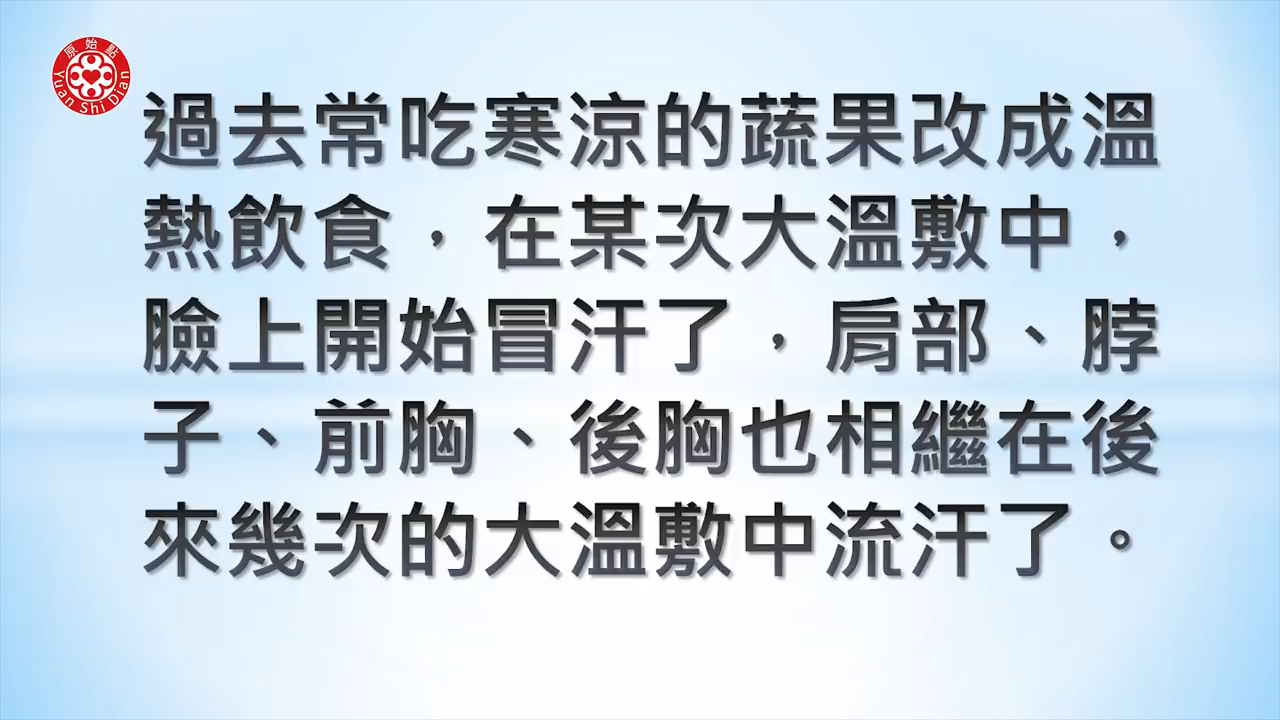 原始點
Yuan Shi Dian
過去常吃寒涼的蔬果改成溫
熱飲食，在某次大溫敷中，
臉上開始冒汗了，肩部、脖
子、前胸、後胸也相繼在後
來幾次的大溫敷中流汗了。